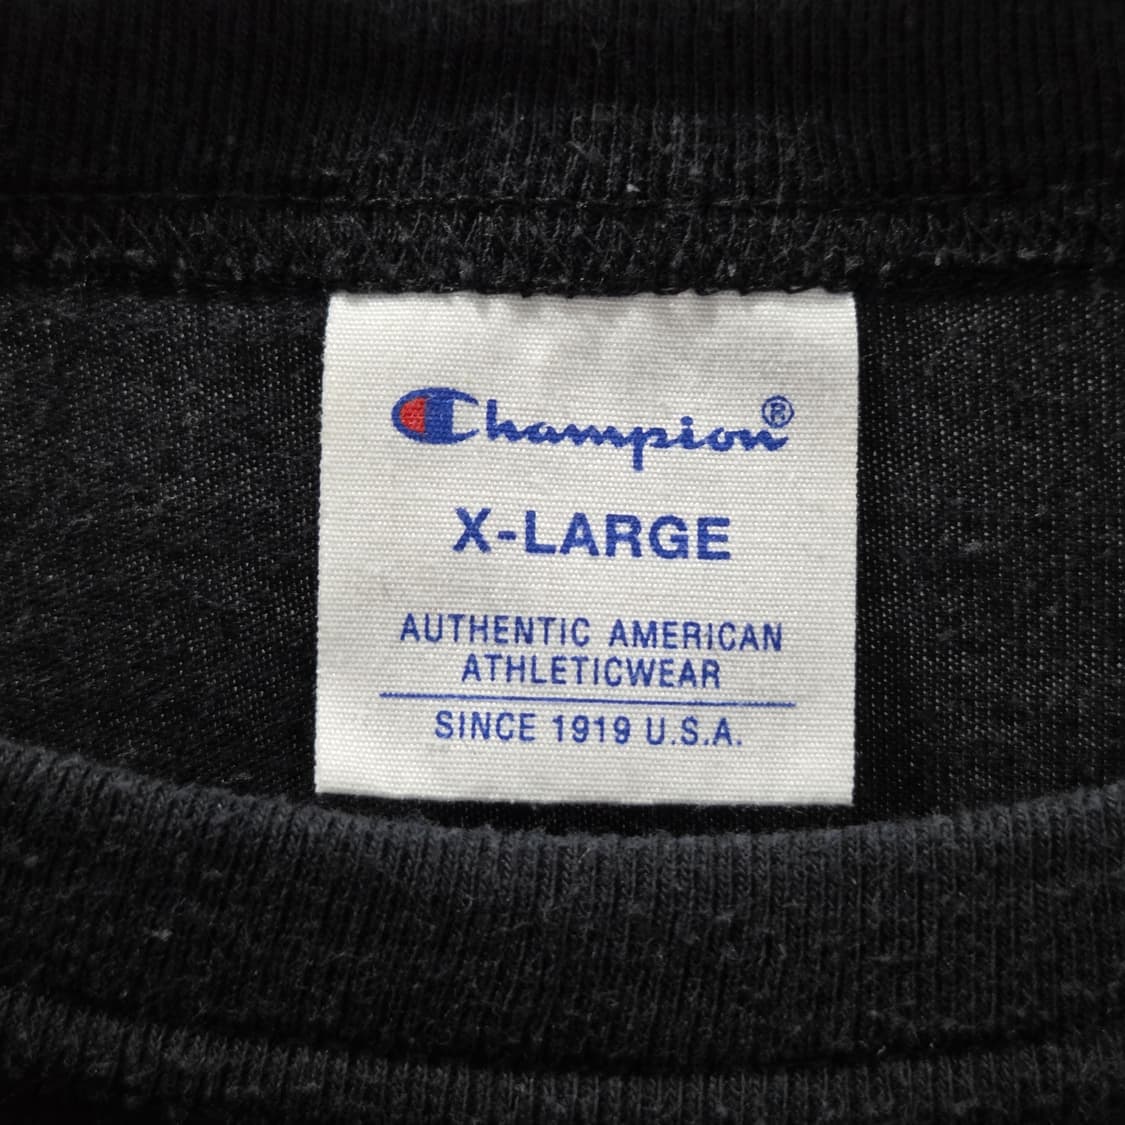 Champion®
X-LARGE
AUTHENTIC AMERICAN
ATHLETICWEAR
SINCE 1919 U.S.A.